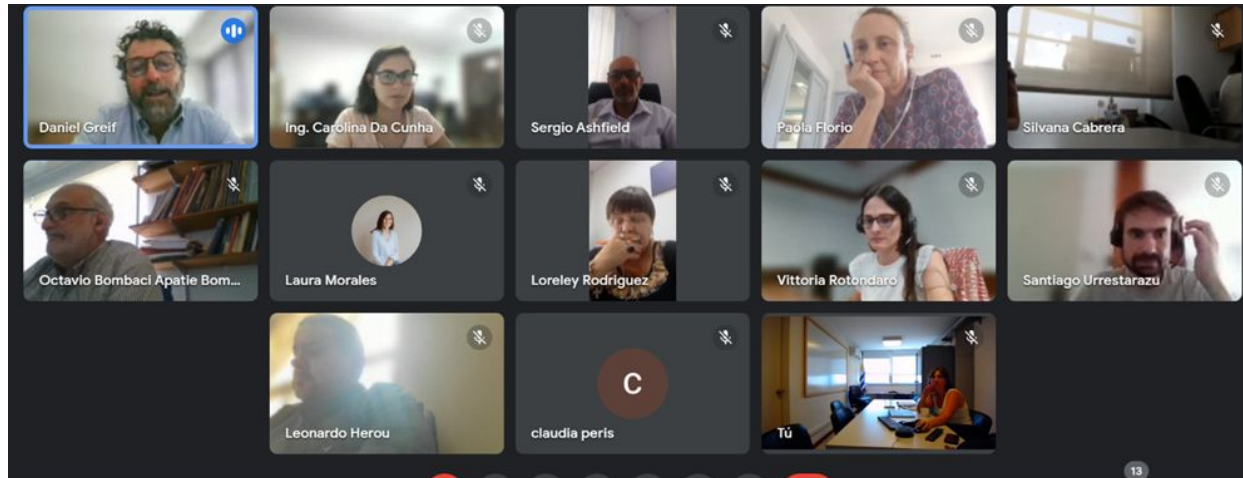 Daniel Greif
Ing. Carolina Da Cunha
Sergio Ashfield
Paola Florio
Silvana Cabrera
Octavio Bombaci Apatie Bom...
Laura Morales
Loreley Rodriguez
Vittoria Rotondaro
Santiago Urrestarazu
Leonardo Herou
C
claudia peris
Tú
13